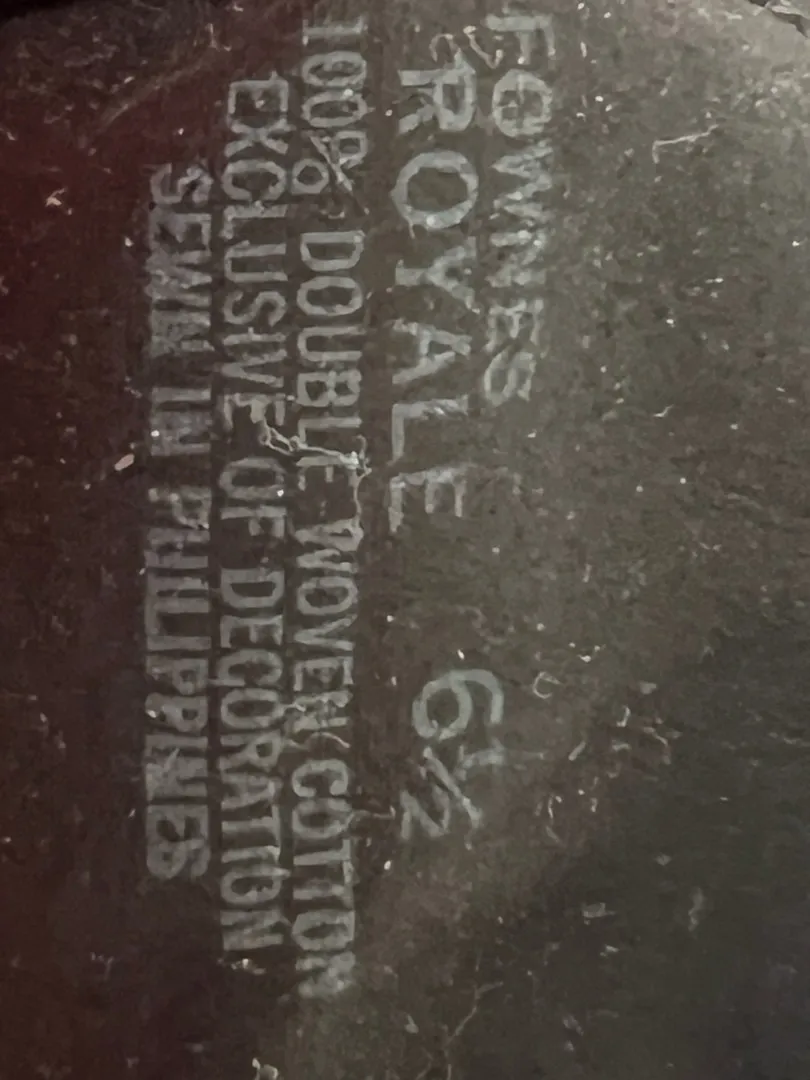 FOWNES
ROYALE 6½
100% DOUBLE WOVEN COTTON
EXCLUSIVE OF DECORATION
SEWN IN PHILIPPINES